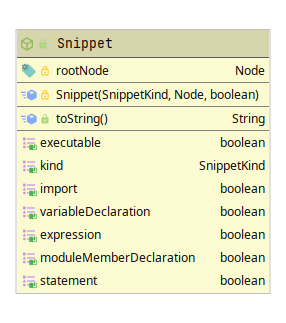 Snippet
rootNode Node
Snippet(SnippetKind, Node, boolean)
toString() String
executable boolean
kind SnippetKind
import boolean
variableDeclaration boolean
expression boolean
moduleMemberDeclaration boolean
statement boolean